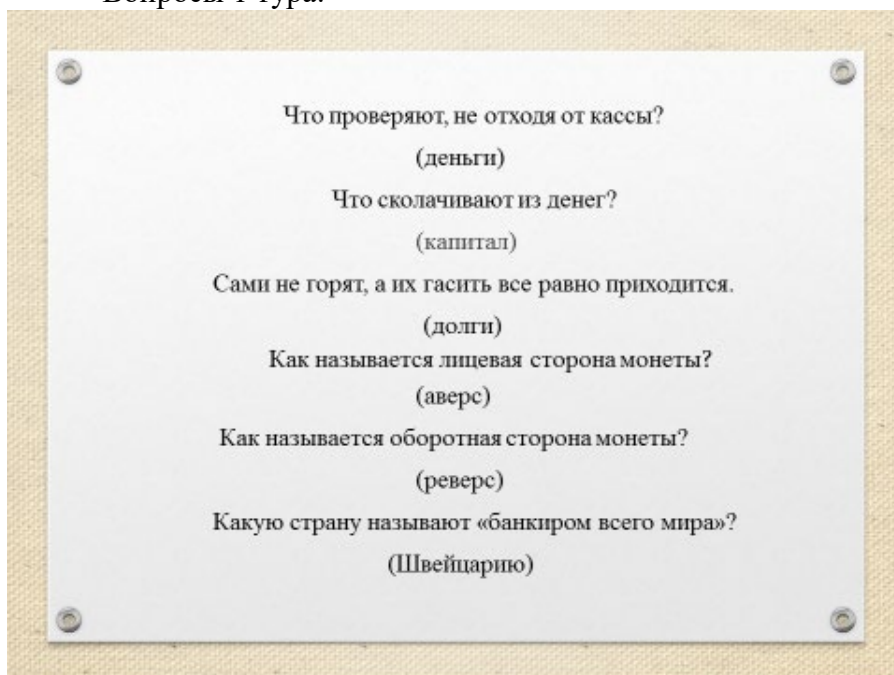 Вопросы 1 тура:
Что проверяют, не отходя от кассы?
(деньги)
Что сколачивают из денег?
(капитал)
Сами не горят, а их гасить все равно приходится.
(долги)
Как называется лицевая сторона монеты?
(аверс)
Как называется оборотная сторона монеты?
(реверс)
Какую страну называют «банкиром всего мира»?
(Швейцарию)